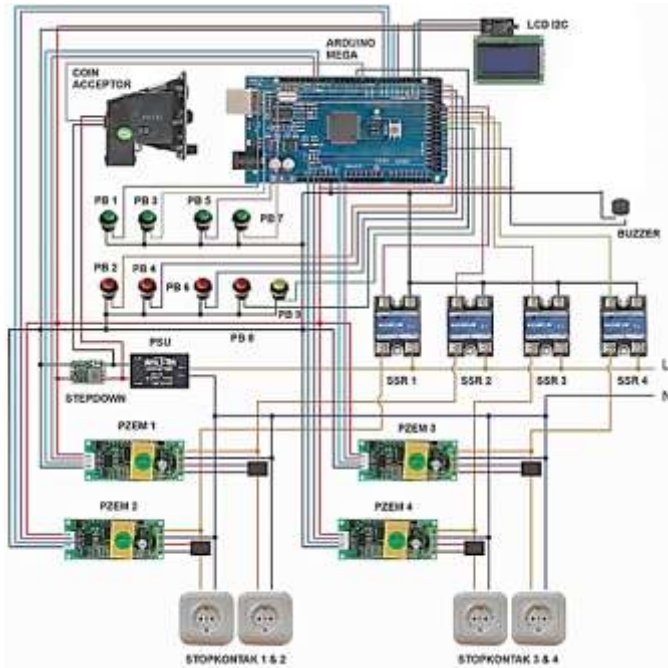 LCD I2C
ARDUINO
MEGA
COIN
ACCEPTOR
PB 1
PB 3
PB 5
PB 7
BUZZER
PB 2
PB 4
PB 6
PB 8
PB 9
PSU
STEPDOWN
SSR 1
SSR 2
SSR 3
SSR 4
L
N
PZEM 1
PZEM 3
PZEM 2
PZEM 4
STOPKONTAK 1 & 2
STOPKONTAK 3 & 4